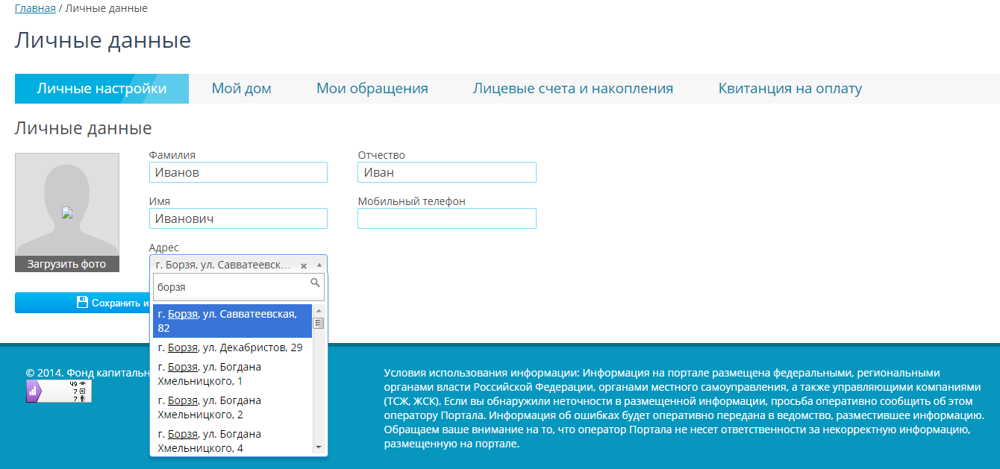 Главная / Личные данные
Личные данные
Личные настройки
Мой дом
Мои обращения
Лицевые счета и накопления
Квитанция на оплату
Личные данные
Загрузить фото
Фамилия
Иванов
Отчество
Иван
Имя
Иванович
Мобильный телефон
Адрес
г. Борзя, ул. Савватеевск...
борзя
г. Борзя, ул. Савватеевская,
82
г. Борзя, ул. Декабристов, 29
г. Борзя, ул. Богдана
Хмельницкого, 1
г. Борзя, ул. Богдана
Хмельницкого, 2
г. Борзя, ул. Богдана
Хмельницкого, 4
Сохранить
© 2014. Фонд капитальн
49
7
7
Условия использования информации: Информация на портале размещена федеральными, региональными
органами власти Российской Федерации, органами местного самоуправления, а также управляющими компаниями
(ТСЖ, ЖСК). Если вы обнаружили неточности в размещенной информации, просьба оперативно сообщить об этом
оператору Портала. Информация об ошибках будет оперативно передана в ведомство, разместившее информацию.
Обращаем ваше внимание на то, что оператор Портала не несет ответственности за некорректную информацию,
размещенную на портале.